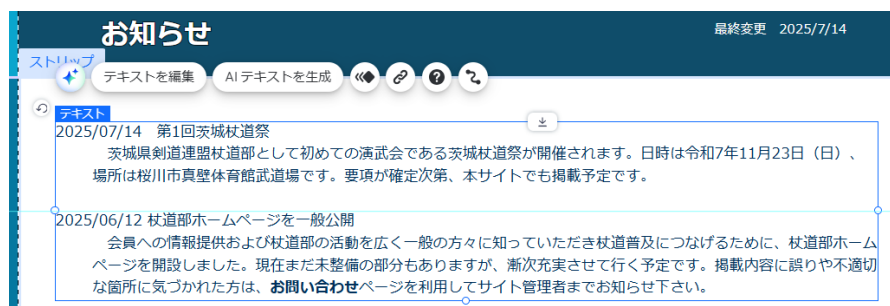 お知らせ
最終変更 2025/7/14
ストリップ
テキストを編集
AI テキストを生成
テキスト
2025/07/14 第1回茨城杖道祭
茨城県剣道連盟杖道部として初めての演武会である茨城杖道祭が開催されます。日時は令和7年11月23日(日)、
場所は桜川市真壁体育館武道場です。要項が確定次第、本サイトでも掲載予定です。
2025/06/12 杖道部ホームページを一般公開
会員への情報提供および杖道部の活動を広く一般の方々に知っていただき杖道普及につなげるために、杖道部ホーム
ページを開設しました。現在まだ未整備の部分もありますが、漸次充実させて行く予定です。掲載内容に誤りや不適切
な箇所に気づかれた方は、お問い合わせページを利用してサイト管理者までお知らせ下さい。